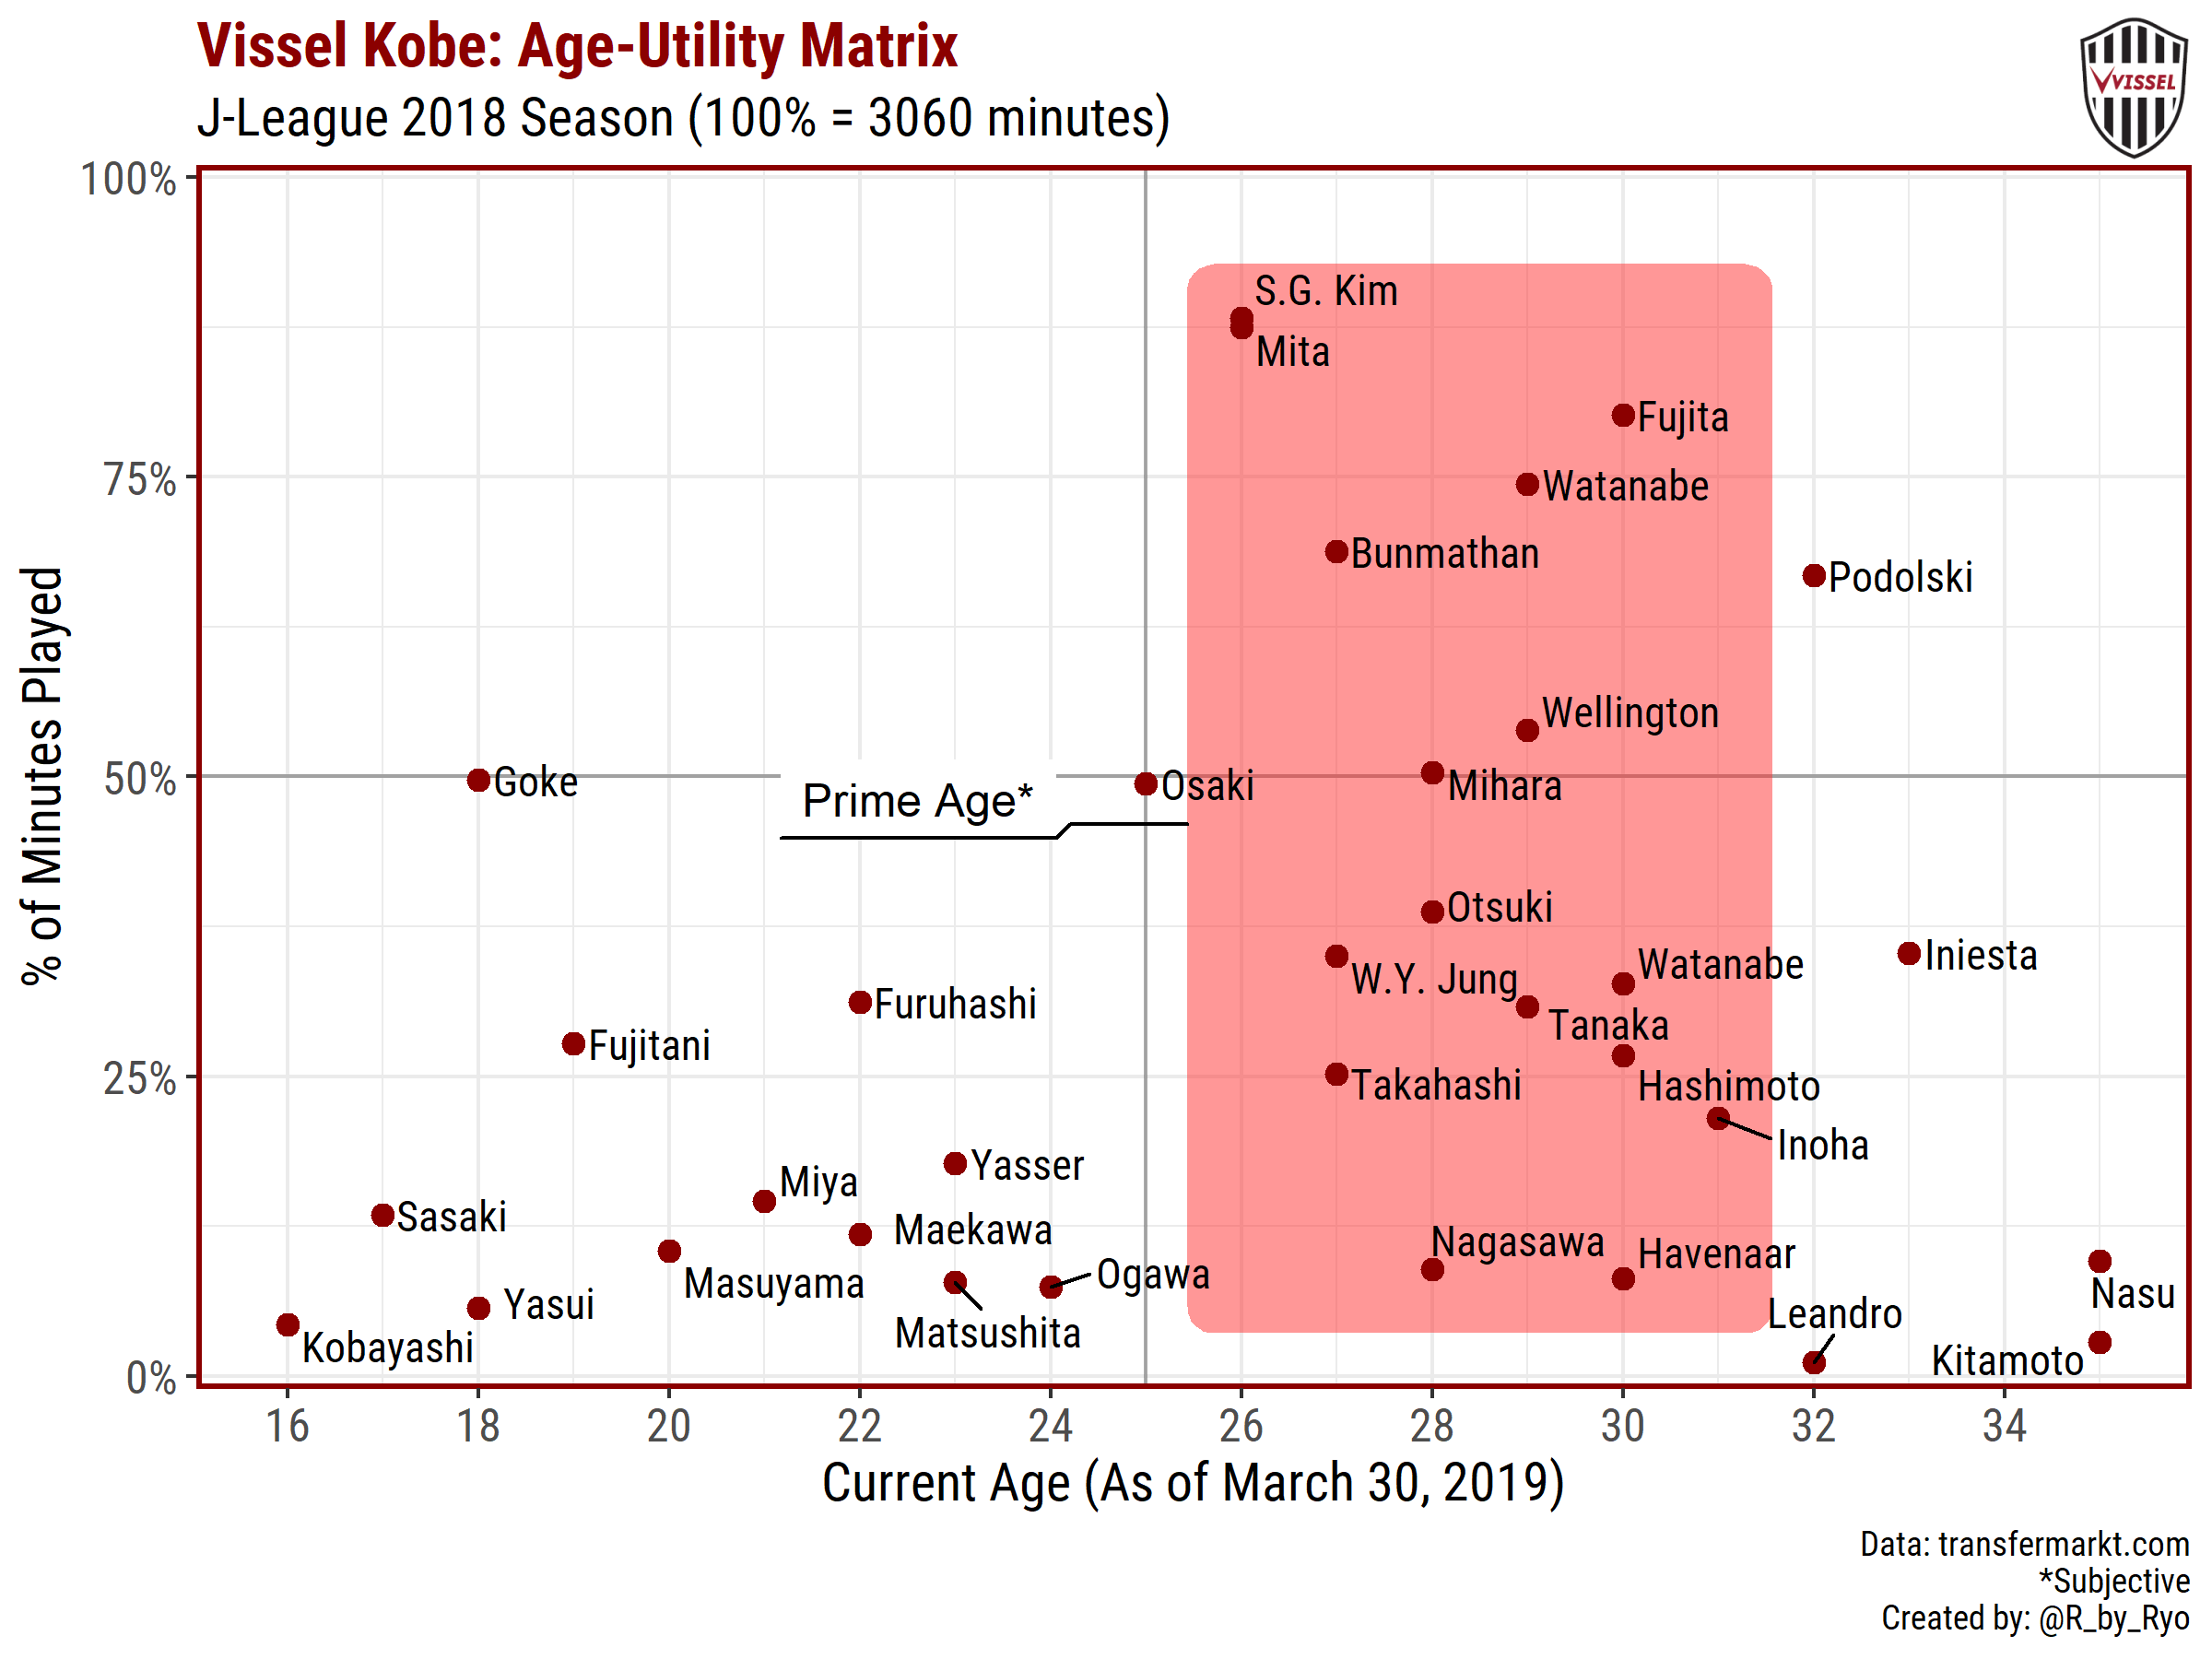 Vissel Kobe: Age-Utility Matrix
J-League 2018 Season (100% = 3060 minutes)
VISSEL
100%
75%
50%
25%
0%
% of Minutes Played
S.G. Kim
Mita
Fujita
Watanabe
Bunmathan
Podolski
Wellington
Goke
Prime Age*
Osaki
Mihara
Otsuki
W.Y. Jung
Watanabe
Iniesta
Furuhashi
Tanaka
Fujitani
Takahashi
Hashimoto
Inoha
Yasser
Miya
Sasaki
Maekawa
Nagasawa
Havenaar
Masuyama
Ogawa
Nasu
Yasui
Leandro
Matsushita
Kobayashi
Kitamoto
16 18 20 22 24 26 28 30 32 34
Current Age (As of March 30, 2019)
Data: transfermarkt.com
*Subjective
Created by: @R_by_Ryo